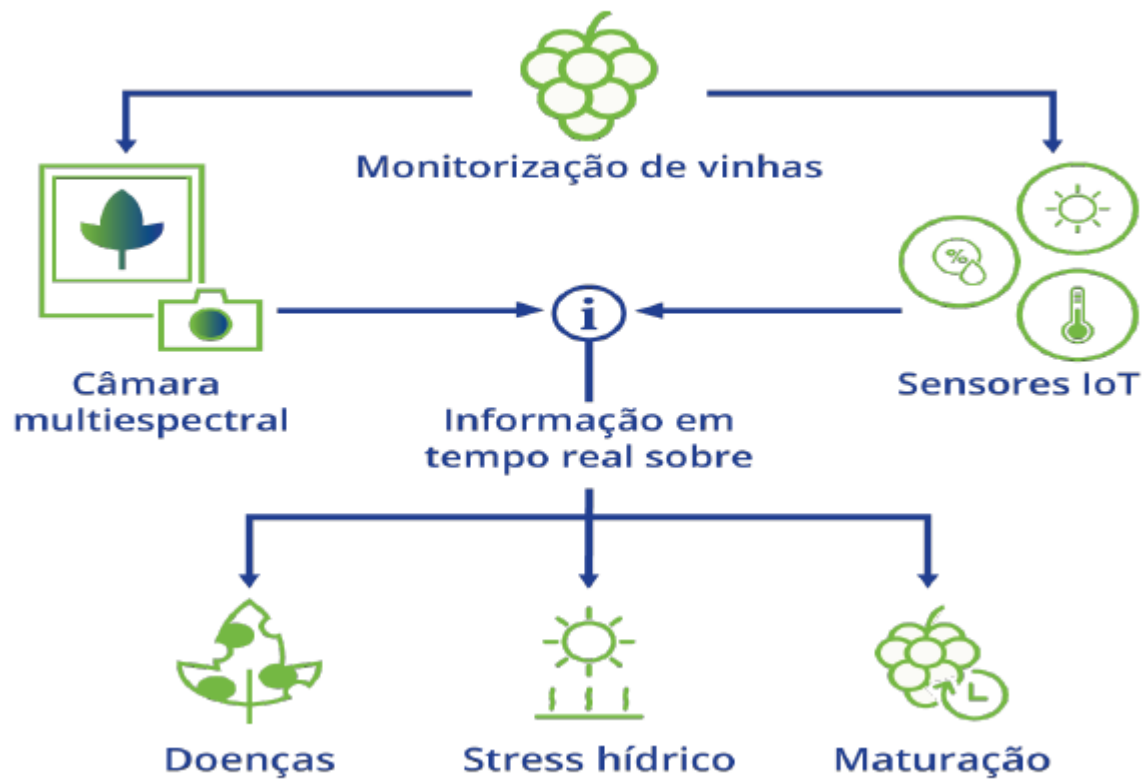 Monitorização de vinhas
%
i
Câmara
multiespectral
Sensores IoT
Informação em
tempo real sobre
Doenças
Stress hídrico
Maturação